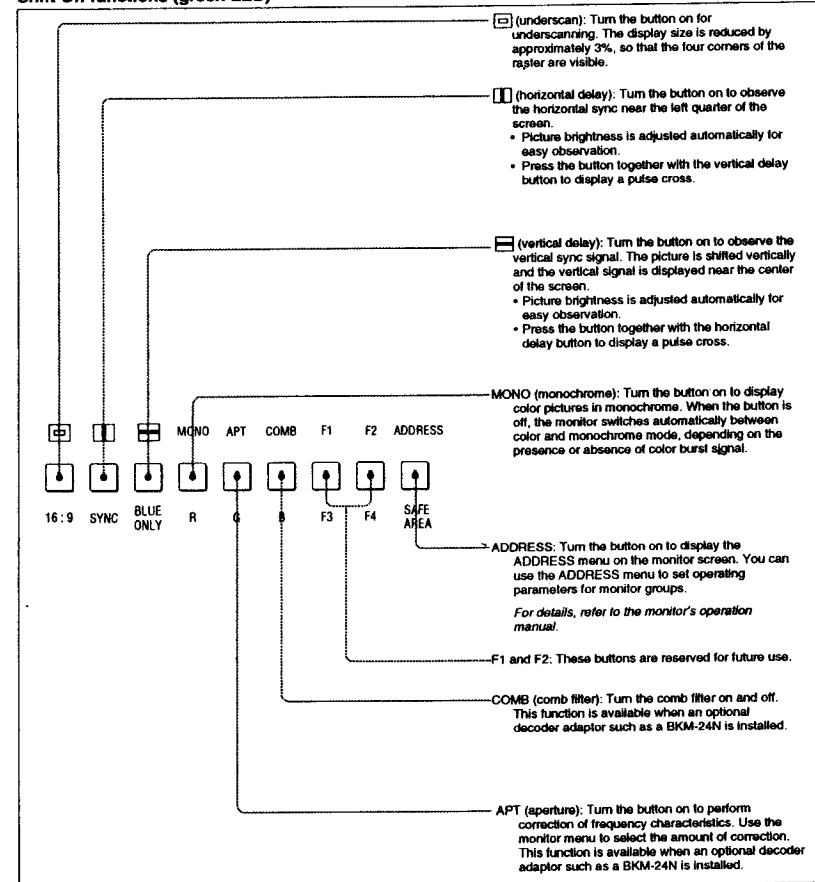 (underscan): Turn the button on for
underscanning. The display size is reduced by
approximately 3%, so that the four corners of the
raster are visible.
(horizontal delay): Turn the button on to observe
the horizontal sync near the left quarter of the
screen.
• Picture brightness is adjusted automatically for
easy observation.
• Press the button together with the vertical delay
button to display a pulse cross.
(vertical delay): Turn the button on to observe the
vertical sync signal. The picture is shifted vertically
and the vertical signal is displayed near the center
of the screen.
• Picture brightness is adjusted automatically for
easy observation.
• Press the button together with the horizontal
delay button to display a pulse cross.
MONO (monochrome): Turn the button on to display
color pictures in monochrome. When the button is
off, the monitor switches automatically between
color and monochrome mode, depending on the
presence or absence of color burst signal.
MONO APT COMB F1 F2 ADDRESS
16:9 SYNC BLUE ONLY R G B F3 F4 SAFE AREA
ADDRESS: Turn the button on to display the
ADDRESS menu on the monitor screen. You can
use the ADDRESS menu to set operating
parameters for monitor groups.
For details, refer to the monitor's operation
manual.
F1 and F2: These buttons are reserved for future use.
COMB (comb filter): Turn the comb filter on and off.
This function is available when an optional
decoder adaptor such as a BKM-24N is installed.
APT (aperture): Turn the button on to perform
correction of frequency characteristics. Use the
monitor menu to select the amount of correction.
This function is available when an optional decoder
adaptor such as a BKM-24N is installed.